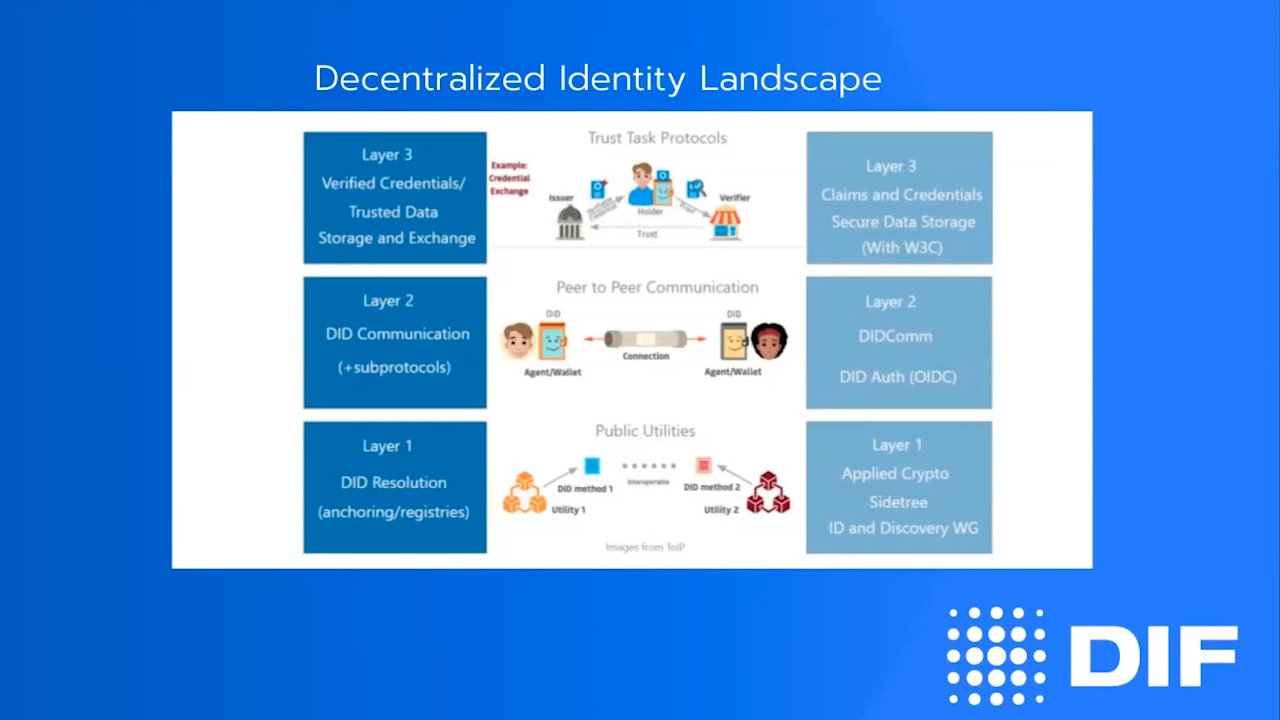 Decentralized Identity Landscape
Layer 3
Verified Credentials/
Trusted Data
Storage and Exchange
Trust Task Protocols
Example:
Credential
Exchange
Issuer
Holder
Verifier
Trust
Layer 3
Claims and Credentials
Secure Data Storage
(With W3C)
Layer 2
DID Communication
(+subprotocols)
Peer to Peer Communication
DID
DID
Connection
Agent/Wallet
Agent/Wallet
Layer 2
DIDComm
DID Auth (OIDC)
Layer 1
DID Resolution
(anchoring/registries)
Public Utilities
DID method 1
Interoperable
DID method 2
Utility 1
Utility 2
Images from ToIP
Layer 1
Applied Crypto
Sidetree
ID and Discovery WG
DIF